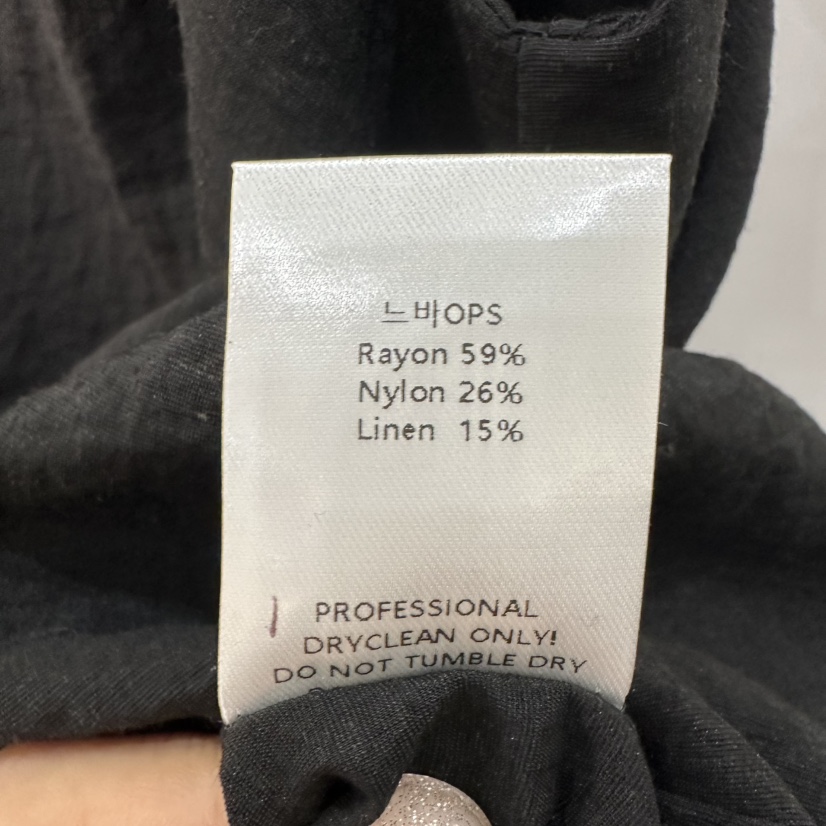 느바OPS
Rayon 59%
Nylon 26%
Linen 15%
PROFESSIONAL
DRYCLEAN ONLY!
DO NOT TUMBLE DRY